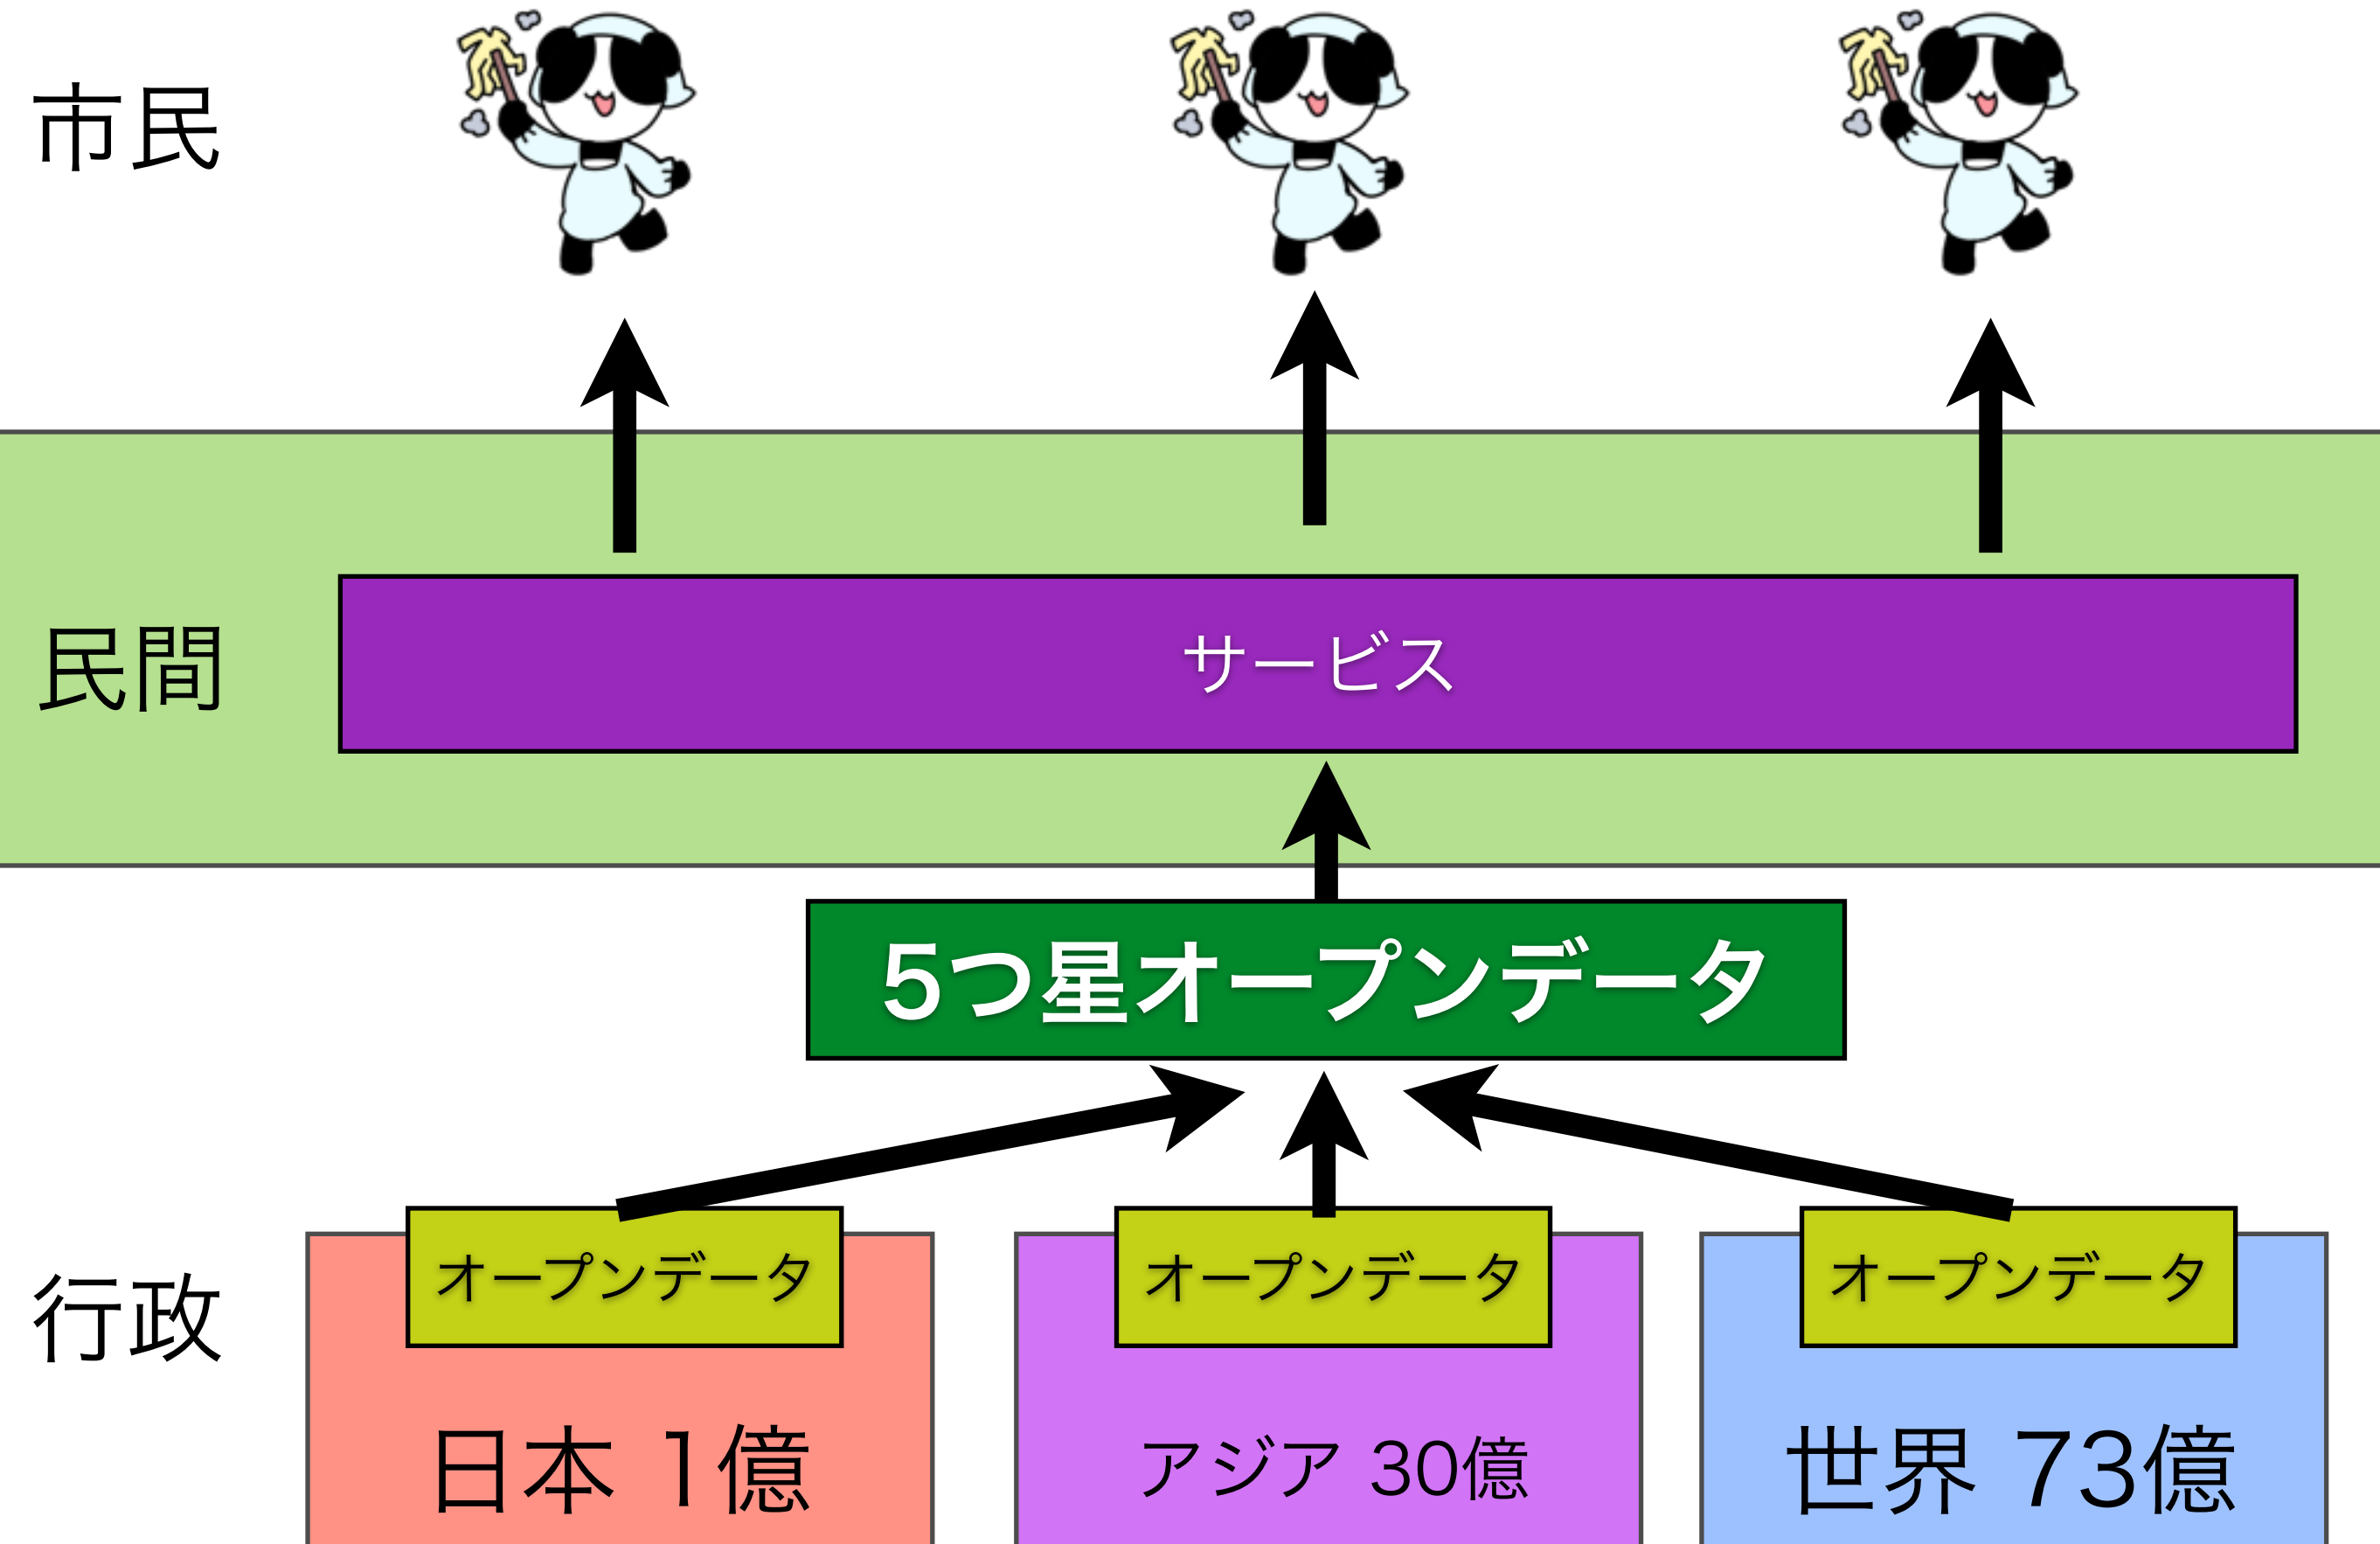 市民
民間
サービス
5つ星オープンデータ
行政
オープンデータ
オープンデータ
オープンデータ
日本 1億
アジア 30億
世界 73億